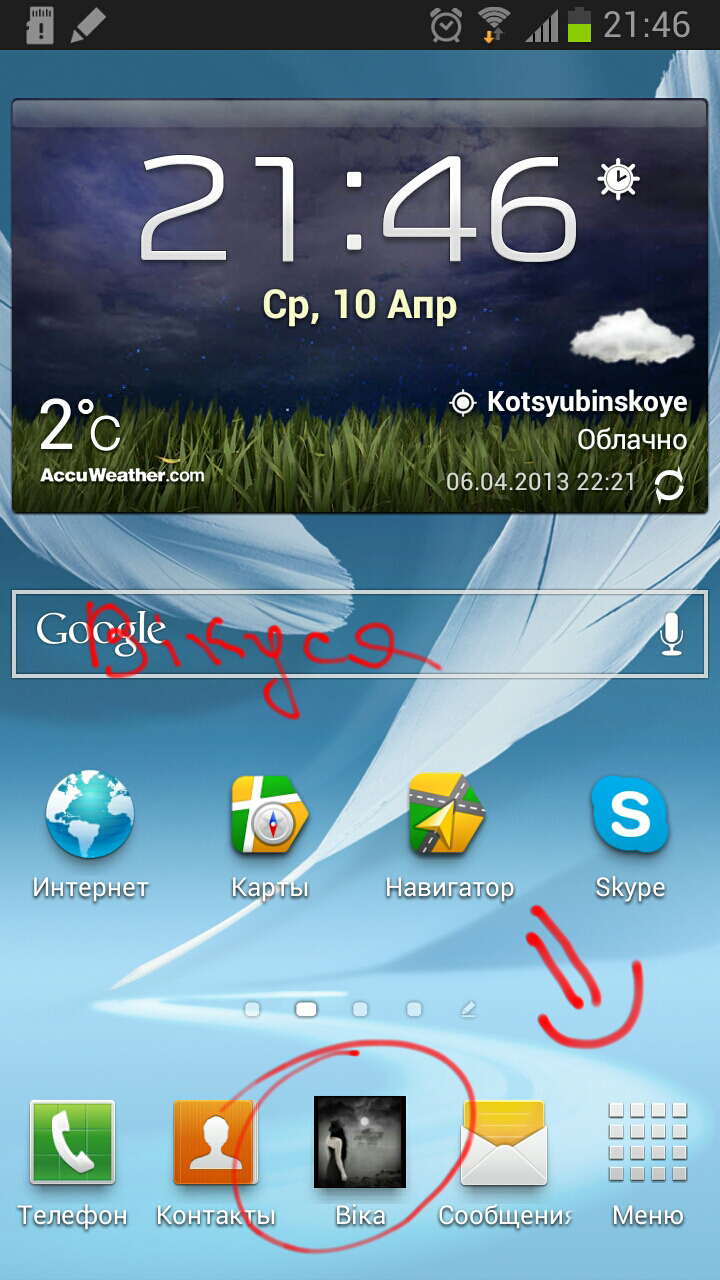 21:46
21:46
Ср, 10 Апр
2°C
Kotsyubinskoye
Облачно
AccuWeather.com
06.04.2013 22:21
Google
Вікуся
Интернет
Карты
Навигатор
Skype
Телефон
Контакты
Віка
Сообщения
Меню